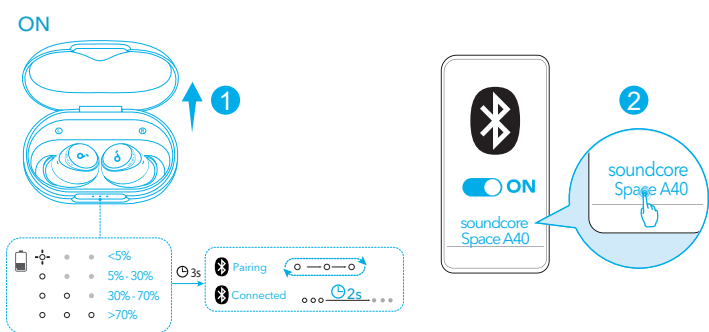 ON
1
L
R
<5%
5% - 30%
30% - 70%
>70%
3s
Pairing
Connected
2s
ON
soundcore
Space A40
2
soundcore
Space A40